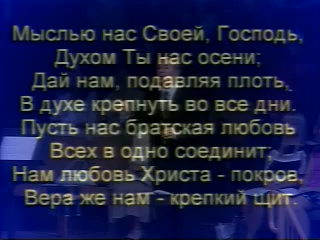 Мыслью нас Своей, Господь,
Духом Ты нас осени;
Дай нам, подавляя плоть,
В духе крепнуть во все дни.
Пусть нас братская любовь
Всех в одно соединит;
Нам любовь Христа - покров,
Вера же нам - крепкий щит.